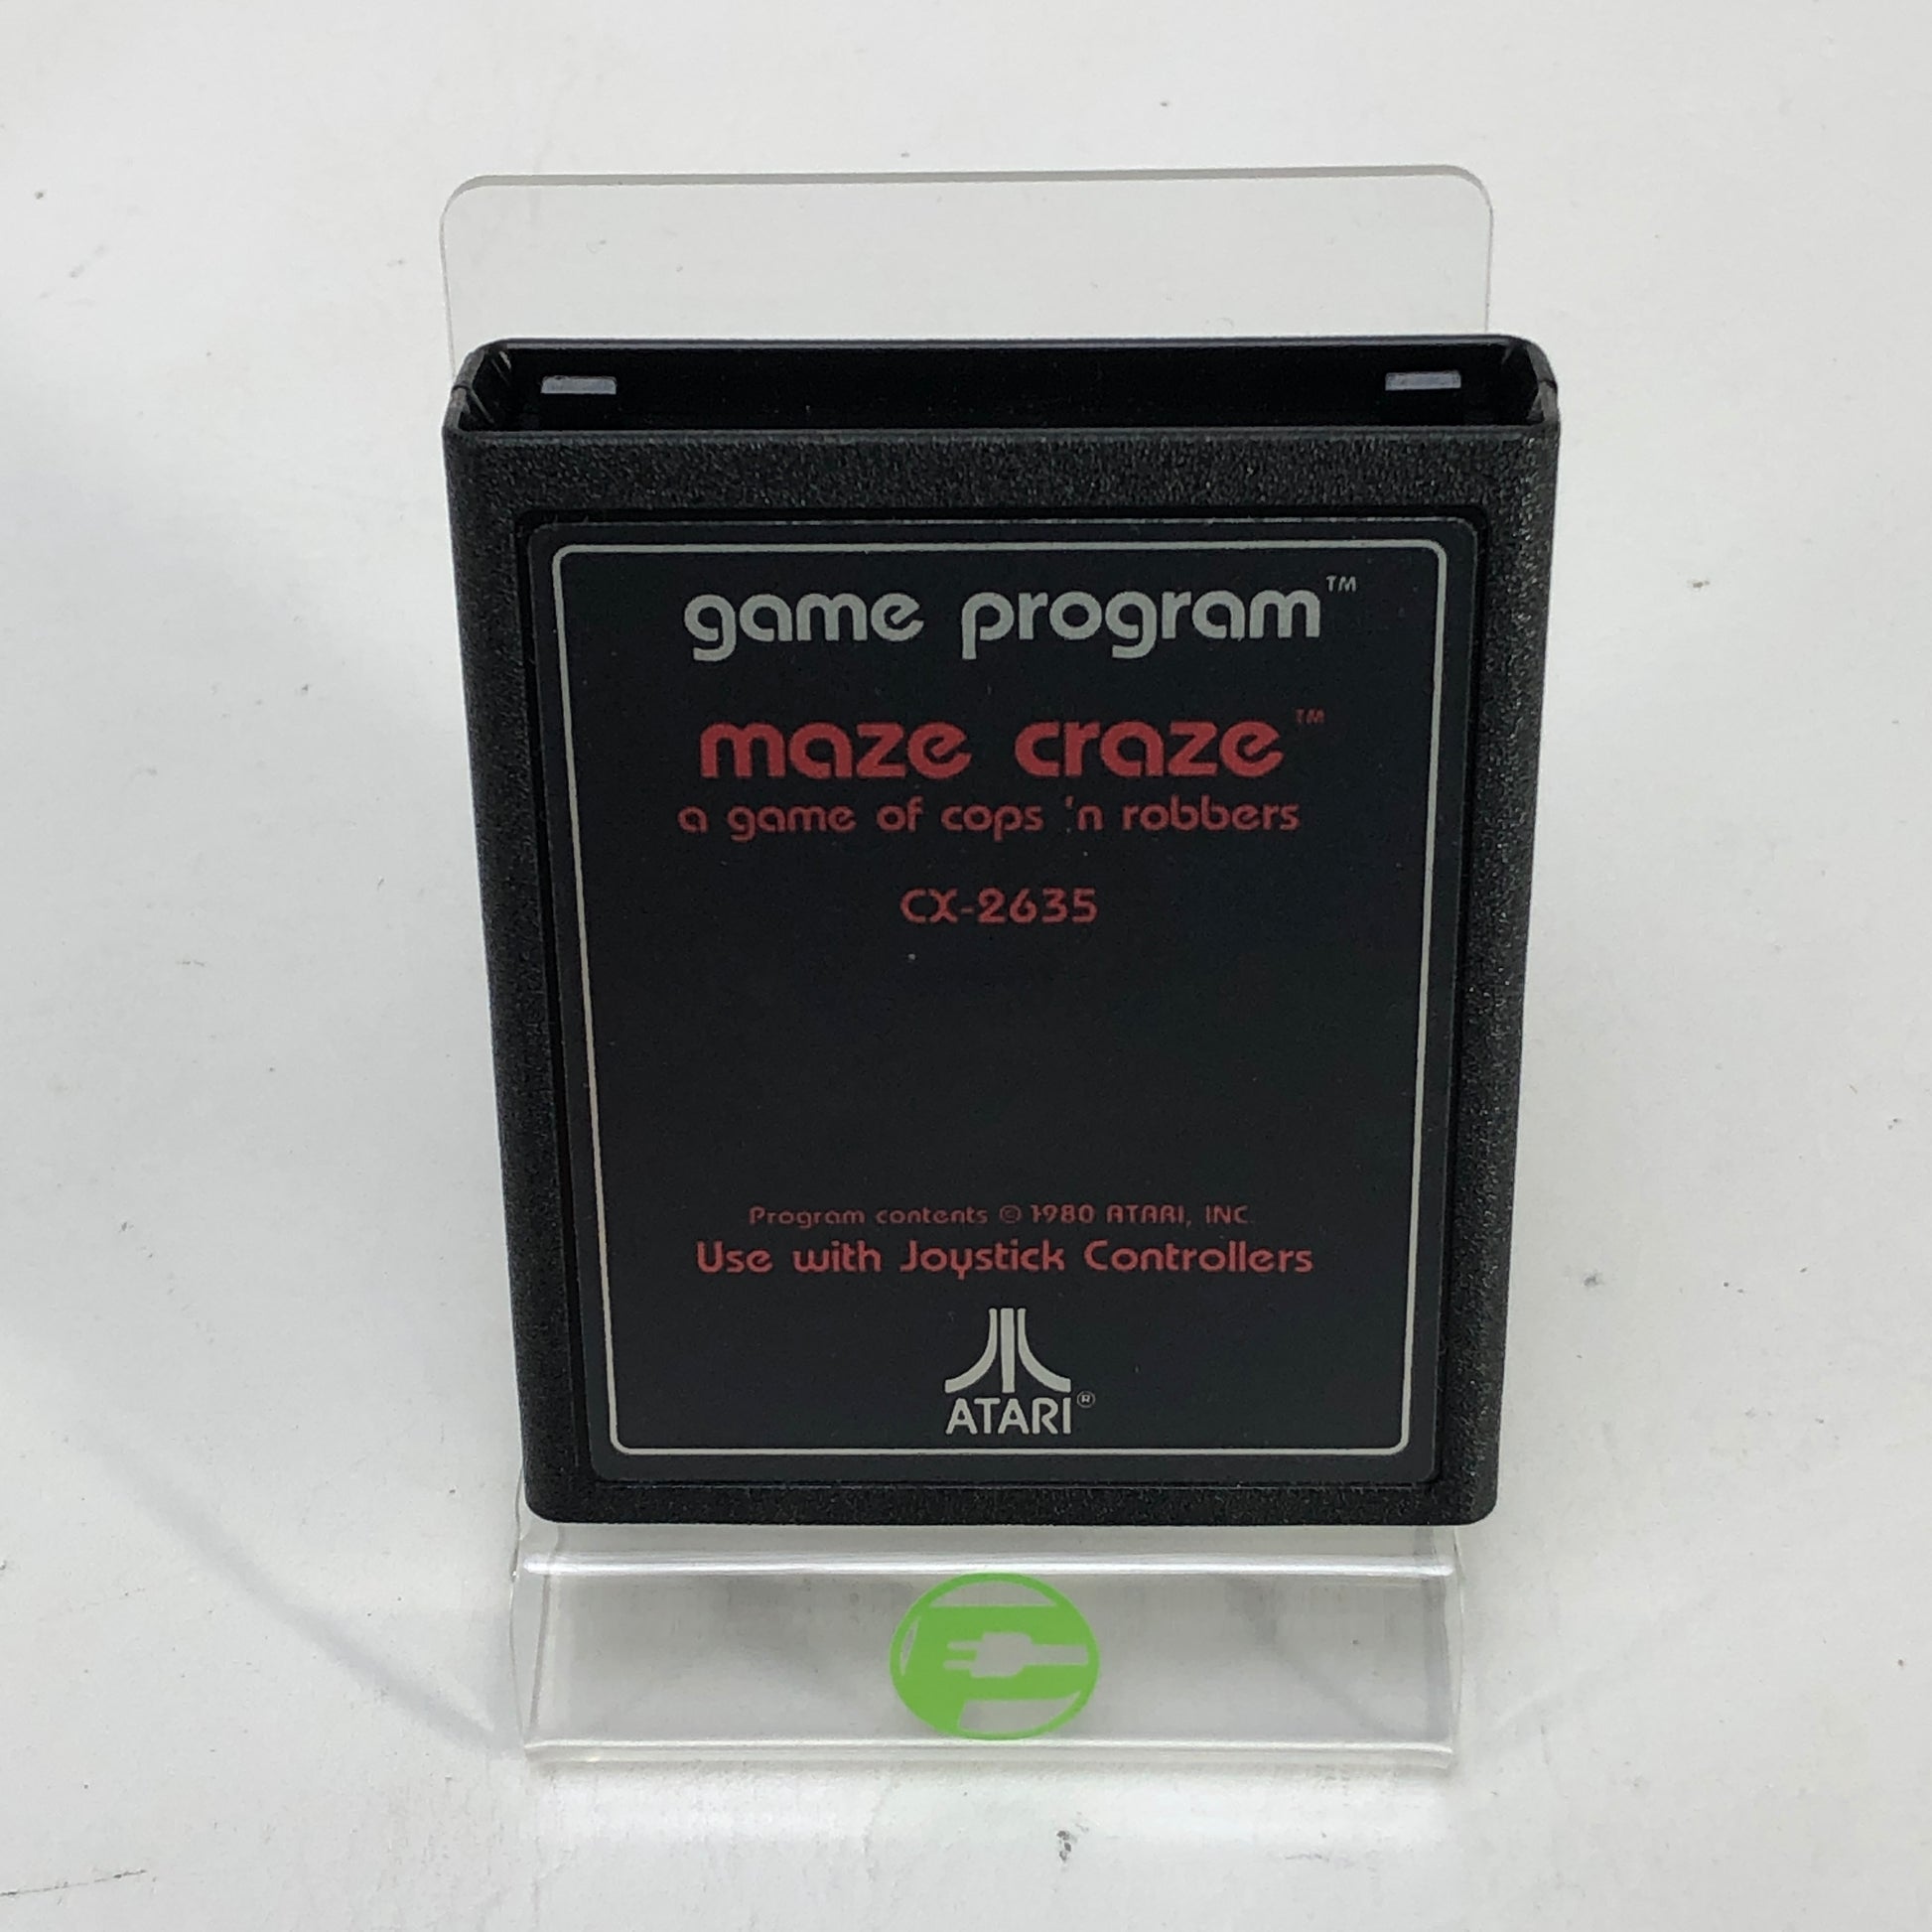 game program™
maze craze™
a game of cops 'n robbers
CX-2635
Program contents © 1980 ATARI, INC.
Use with Joystick Controllers
ATARI®